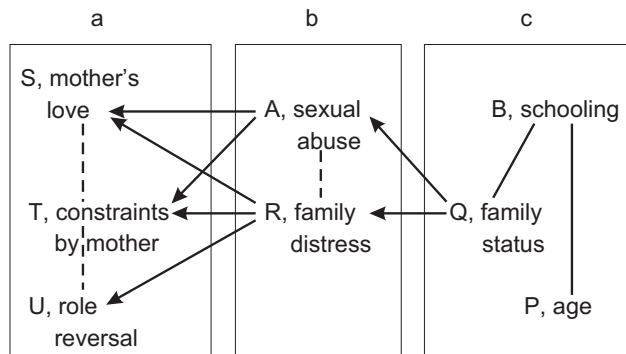 a
b
c
S, mother's
love
A, sexual
abuse
B, schooling
T, constraints
by mother
R, family
distress
Q, family
status
U, role
reversal
P, age